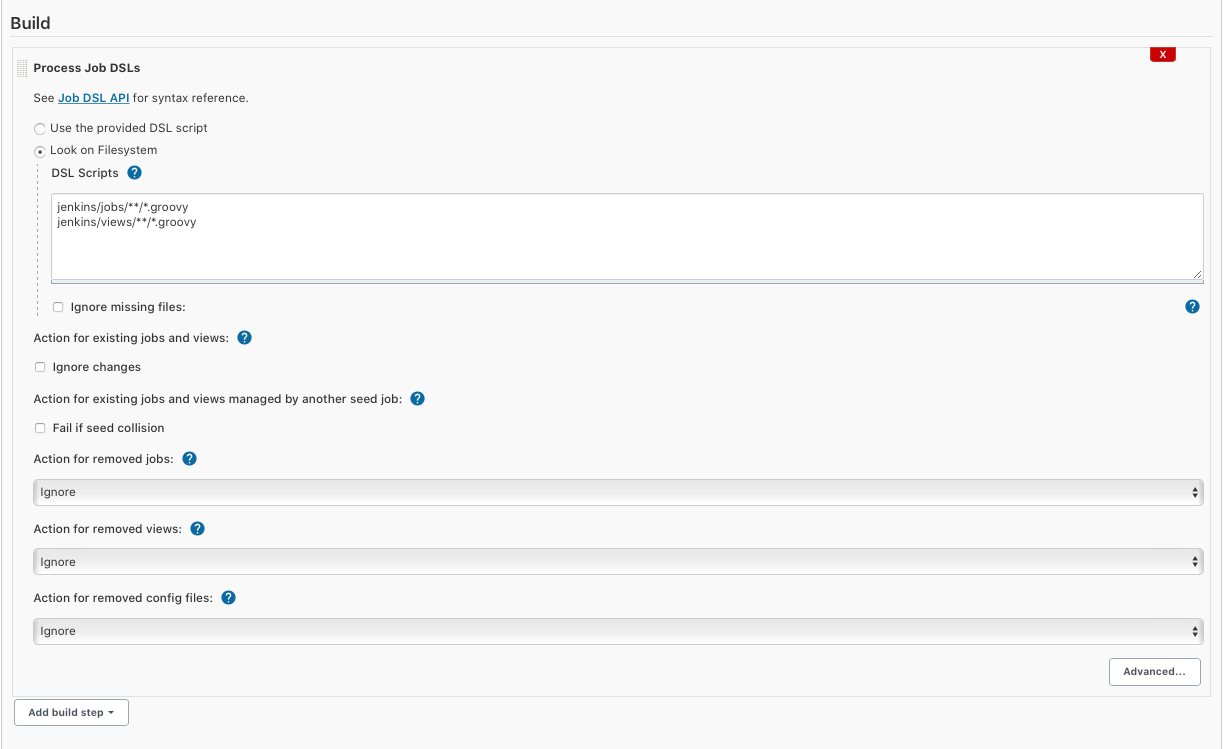 Build
X
Process Job DSLs
See Job DSL API for syntax reference.
Use the provided DSL script
Look on Filesystem
DSL Scripts ?
jenkins/jobs/**/*.groovy
jenkins/views/**/*.groovy
Ignore missing files: ?
Action for existing jobs and views: ?
Ignore changes
Action for existing jobs and views managed by another seed job: ?
Fail if seed collision
Action for removed jobs: ?
Ignore
Action for removed views: ?
Ignore
Action for removed config files: ?
Ignore
Advanced...
Add build step